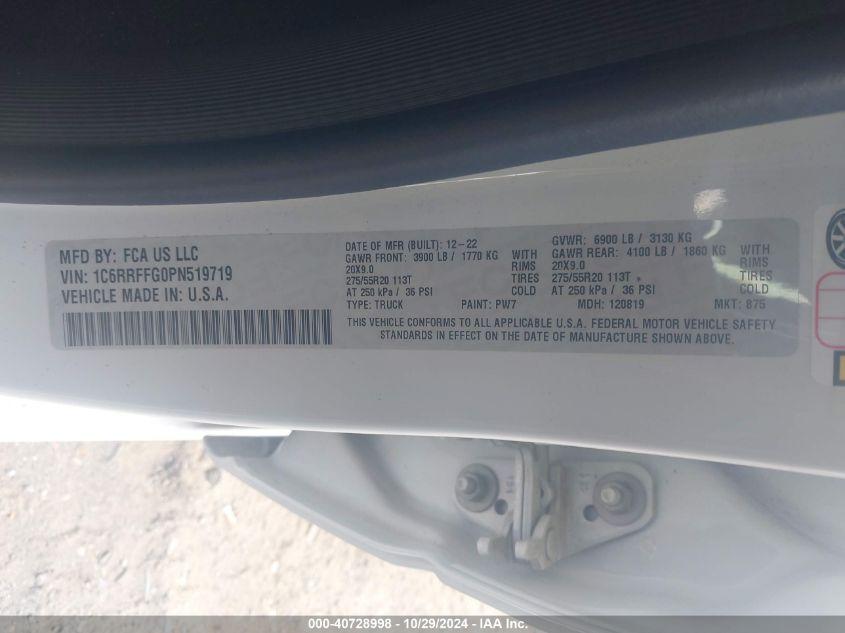 MFD BY: FCA US LLC
VIN: 1C6RRFFG0PN519719
VEHICLE MADE IN: U.S.A.
DATE OF MFR (BUILT): 12-22
GAWR FRONT: 3900 LB / 1770 KG WITH
20X9.0 RIMS
275/55R20 113T TIRES
AT 250 kPa / 36 PSI COLD
TYPE: TRUCK PAINT: PW7
GVWR: 6900 LB / 3130 KG
GAWR REAR: 4100 LB / 1860 KG WITH
20X9.0 RIMS
275/55R20 113T TIRES
AT 250 kPa / 36 PSI COLD
MDH: 120819 MKT: 875
THIS VEHICLE CONFORMS TO ALL APPLICABLE U.S.A. FEDERAL MOTOR VEHICLE SAFETY
STANDARDS IN EFFECT ON THE DATE OF MANUFACTURE SHOWN ABOVE.
000-40728998 - 10/29/2024 - IAAI Inc.